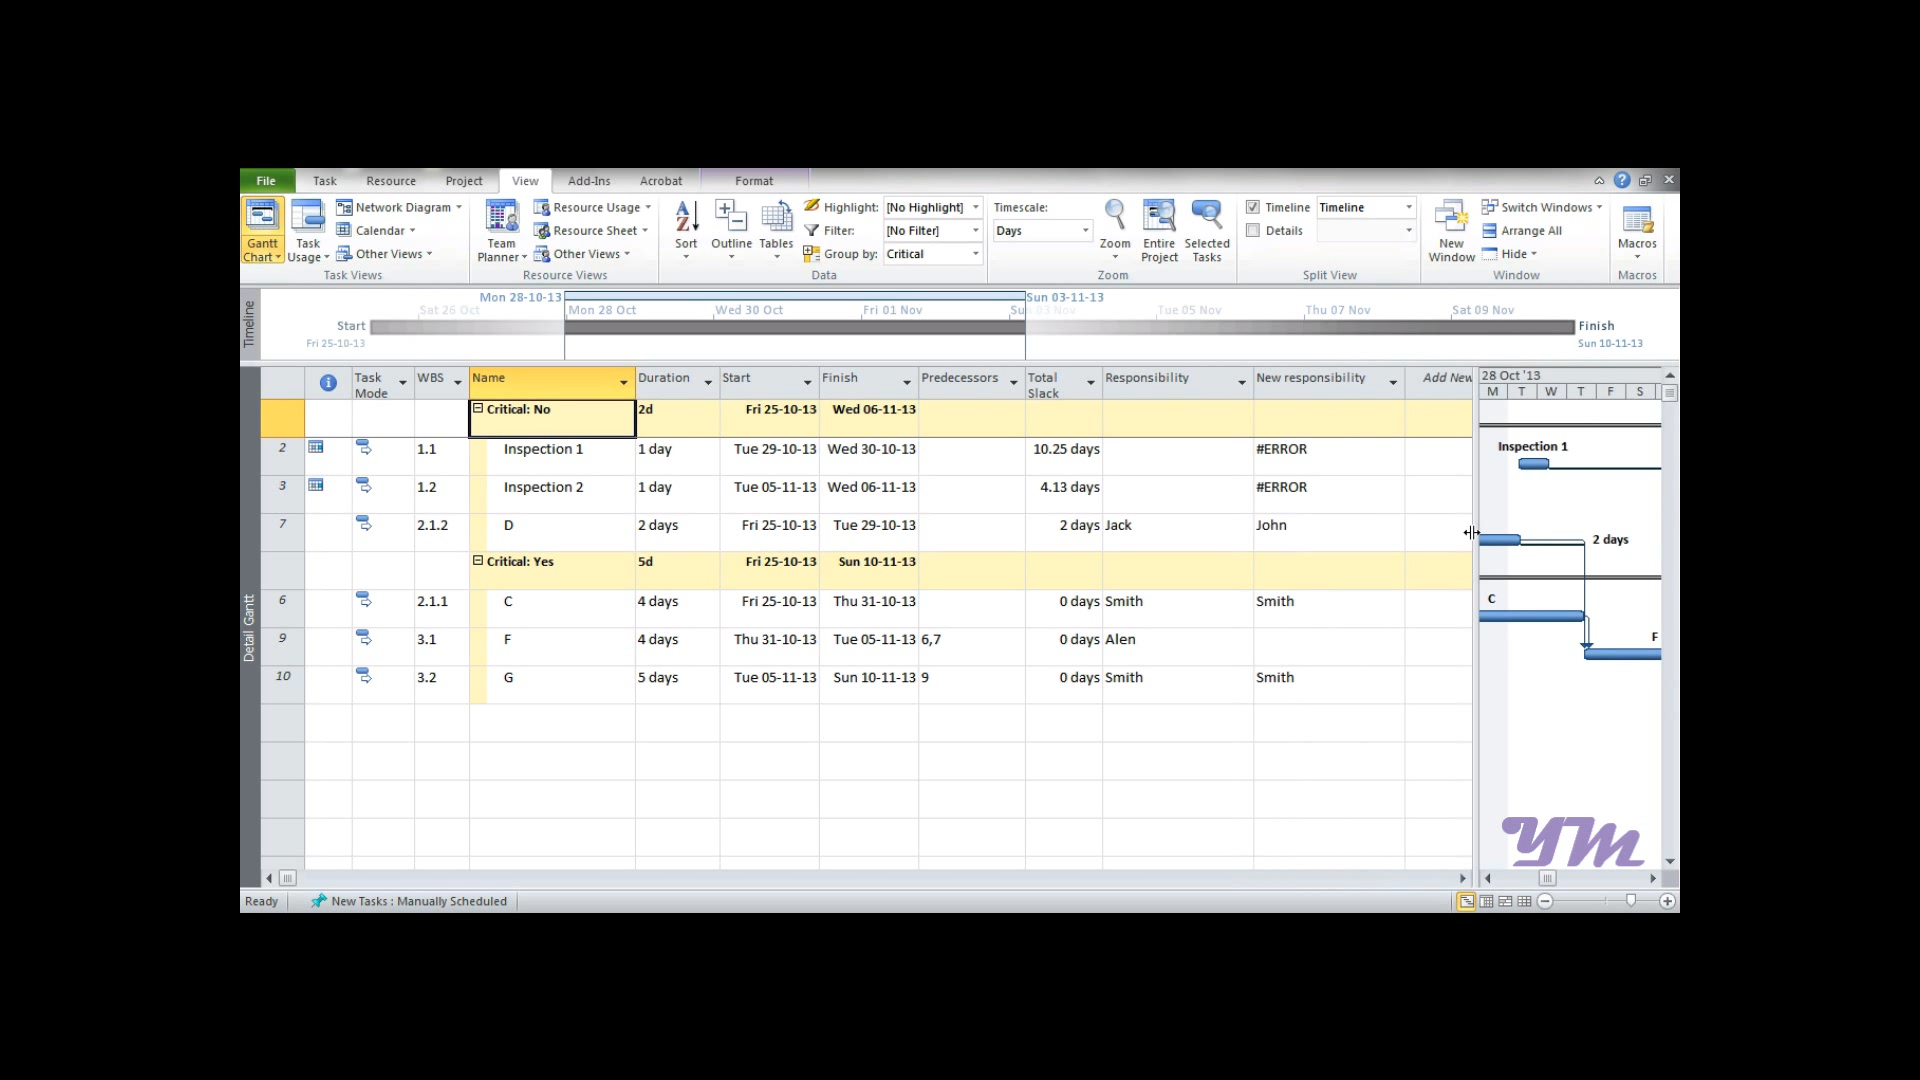 File Task Resource Project View Add-Ins Acrobat Format
Gantt Chart
Task Usage
Network Diagram
Calendar
Other Views
Task Views
Team Planner
Resource Usage
Resource Sheet
Other Views
Resource Views
Sort
Outline
Tables
Highlight: [No Highlight]
Filter: [No Filter]
Group by: Critical
Data
Timescale:
Days
Zoom
Entire Project
Selected Tasks
Zoom
Timeline Timeline
Details
Split View
New Window
Switch Windows
Arrange All
Hide
Window
Macros
Macros
Timeline
Mon 28-10-13 Sun 03-11-13
Sat 26 Oct Mon 28 Oct Wed 30 Oct Fri 01 Nov Sun 03 Nov Tue 05 Nov Thu 07 Nov Sat 09 Nov
Start Finish
Fri 25-10-13 Sun 10-11-13
Detail Gantt
Task Mode WBS Name Duration Start Finish Predecessors Total Slack Responsibility New responsibility Add New
28 Oct '13
M T W T F S
Critical: No 2d Fri 25-10-13 Wed 06-11-13
2 1.1 Inspection 1 1 day Tue 29-10-13 Wed 30-10-13 10.25 days #ERROR Inspection 1
3 1.2 Inspection 2 1 day Tue 05-11-13 Wed 06-11-13 4.13 days #ERROR
7 2.1.2 D 2 days Fri 25-10-13 Tue 29-10-13 2 days Jack John 2 days
Critical: Yes 5d Fri 25-10-13 Sun 10-11-13
6 2.1.1 C 4 days Fri 25-10-13 Thu 31-10-13 0 days Smith Smith C
9 3.1 F 4 days Thu 31-10-13 Tue 05-11-13 6,7 0 days Alen F
10 3.2 G 5 days Tue 05-11-13 Sun 10-11-13 9 0 days Smith Smith
YM
Ready New Tasks : Manually Scheduled